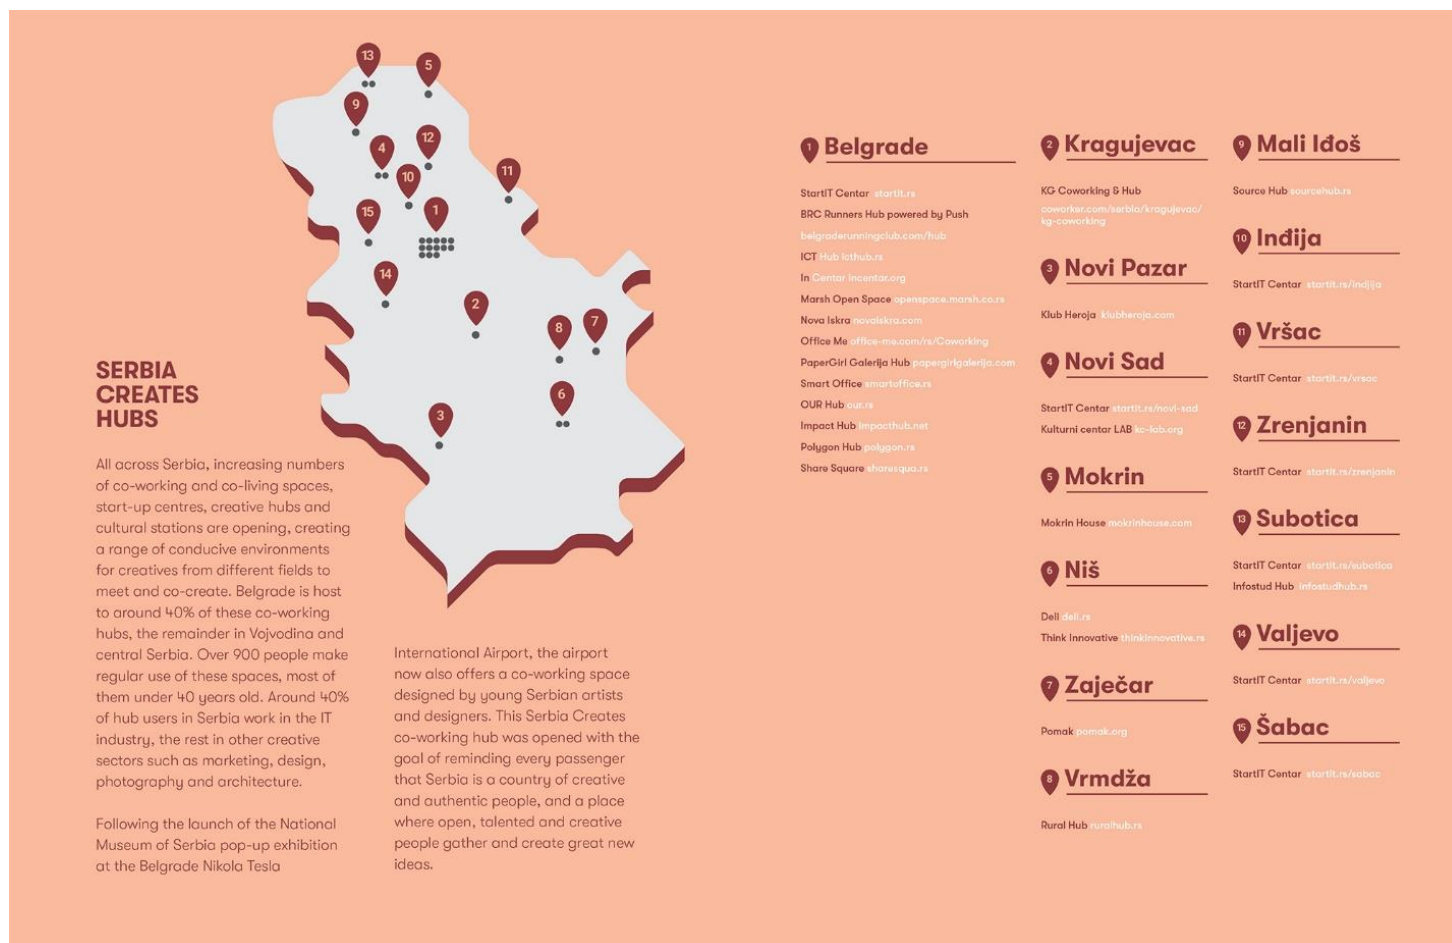 13
5
9
4
12
10
11
15
1
14
2
8
7
6
3
SERBIA
CREATES
HUBS
All across Serbia, increasing numbers
of co-working and co-living spaces,
start-up centres, creative hubs and
cultural stations are opening, creating
a range of conducive environments
for creatives from different fields to
meet and co-create. Belgrade is host
to around 40% of these co-working
hubs, the remainder in Vojvodina and
central Serbia. Over 900 people make
regular use of these spaces, most of
them under 40 years old. Around 40%
of hub users in Serbia work in the IT
industry, the rest in other creative
sectors such as marketing, design,
photography and architecture.
Following the launch of the National
Museum of Serbia pop-up exhibition
at the Belgrade Nikola Tesla
International Airport, the airport
now also offers a co-working space
designed by young Serbian artists
and designers. This Serbia Creates
co-working hub was opened with the
goal of reminding every passenger
that Serbia is a country of creative
and authentic people, and a place
where open, talented and creative
people gather and create great new
ideas.
1 Belgrade
StartIT Centar startit.rs
BRC Runners Hub powered by Push
belgraderunningclub.com/hub
ICT Hub icthub.rs
In Centar incentar.org
Marsh Open Space openspace.marsh.co.rs
Nova Iskra novaiskra.com
Office Me office-me.com/rs/Coworking
PaperGirl Galerija Hub papergirlgalerija.com
Smart Office smartoffice.rs
OUR Hub our.rs
Impact Hub impacthub.net
Polygon Hub polygon.rs
Share Square sharesqua.rs
2 Kragujevac
KG Coworking & Hub
coworker.com/serbia/kragujevac/
kg-coworking
3 Novi Pazar
Klub Heroja klubheroja.com
4 Novi Sad
StartIT Centar startit.rs/novi-sad
Kulturni centar LAB kc-lab.org
5 Mokrin
Mokrin House mokrinhouse.com
6 Niš
Deli deli.rs
Think Innovative thinkinnovative.rs
7 Zaječar
Pomak pomak.org
8 Vrmdža
Rural Hub ruralhub.rs
9 Mali Iđoš
Source Hub sourcehub.rs
10 Inđija
StartIT Centar startit.rs/indjija
11 Vršac
StartIT Centar startit.rs/vrsac
12 Zrenjanin
StartIT Centar startit.rs/zrenjanin
13 Subotica
StartIT Centar startit.rs/subotica
Infostud Hub infostudhub.rs
14 Valjevo
StartIT Centar startit.rs/valjevo
15 Šabac
StartIT Centar startit.rs/sabac